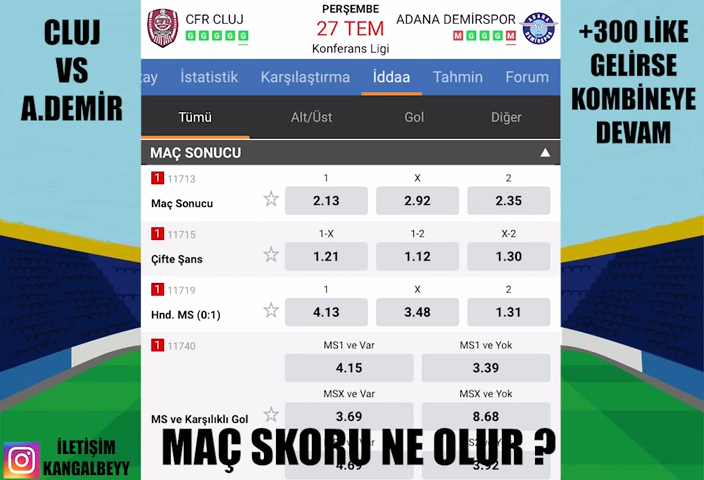 CLUJ
VS
A.DEMİR
CFR CLUJ
G G G G G
PERŞEMBE
27 TEM
Konferans Ligi
ADANA DEMİRSPOR
M G G G M
+300 LİKE
GELİRSE
KOMBİNEYE
DEVAM
tay İstatistik Karşılaştırma İddaa Tahmin Forum
Tümü Alt/Üst Gol Diğer
MAÇ SONUCU
1 11713 1 X 2
Maç Sonucu 2.13 2.92 2.35
1 11715 1-X 1-2 X-2
Çifte Şans 1.21 1.12 1.30
1 11719 1 X 2
Hnd. MS (0:1) 4.13 3.48 1.31
1 11740 MS1 ve Var MS1 ve Yok
4.15 3.39
MSX ve Var MSX ve Yok
MS ve Karşılıklı Gol 3.69 8.68
4.69 3.92
MAÇ SKORU NE OLUR ?
İLETİŞİM
KANGALBEYY